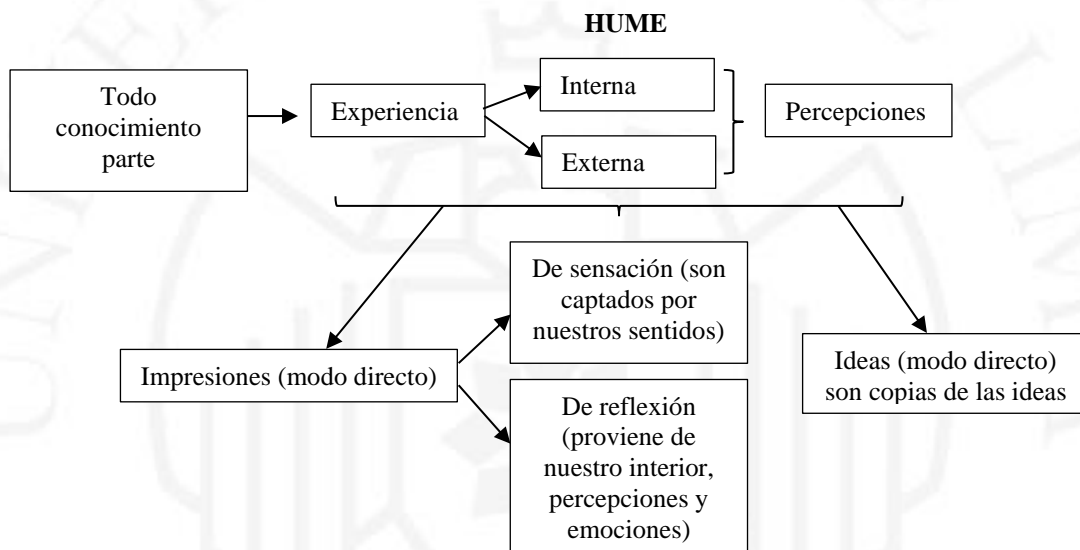 HUME
Todo
conocimiento
parte
Experiencia
Interna
Externa
Percepciones
De sensación (son
captados por
nuestros sentidos)
Impresiones (modo directo)
De reflexión
(proviene de
nuestro interior,
percepciones y
emociones)
Ideas (modo directo)
son copias de las ideas